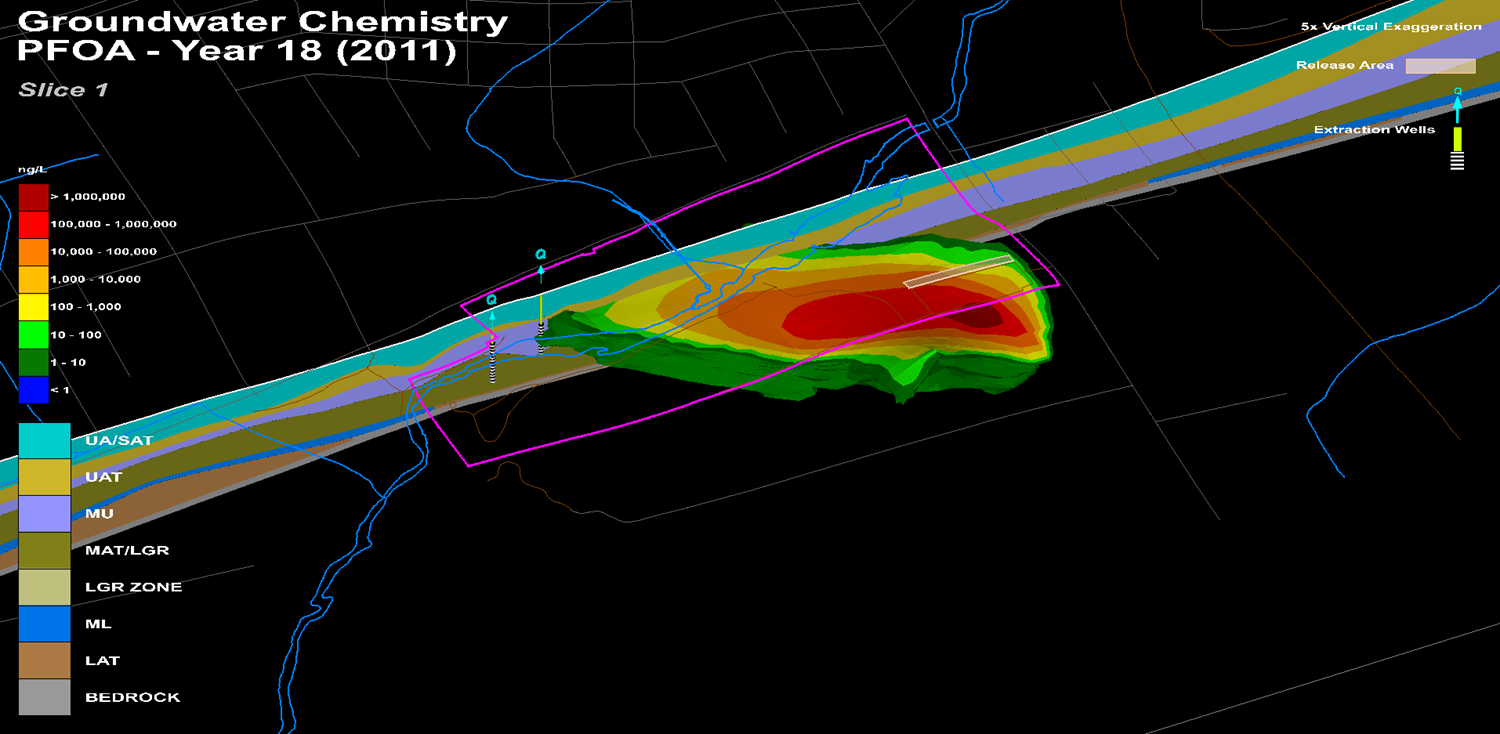 Groundwater Chemistry
PFOA - Year 18 (2011)
Slice 1
5x Vertical Exaggeration
Release Area
Q
Extraction Wells
ng/L
> 1,000,000
100,000 - 1,000,000
10,000 - 100,000
1,000 - 10,000
100 - 1,000
10 - 100
1 - 10
< 1
Q
Q
UA/SAT
UAT
MU
MAT/LGR
LGR ZONE
ML
LAT
BEDROCK